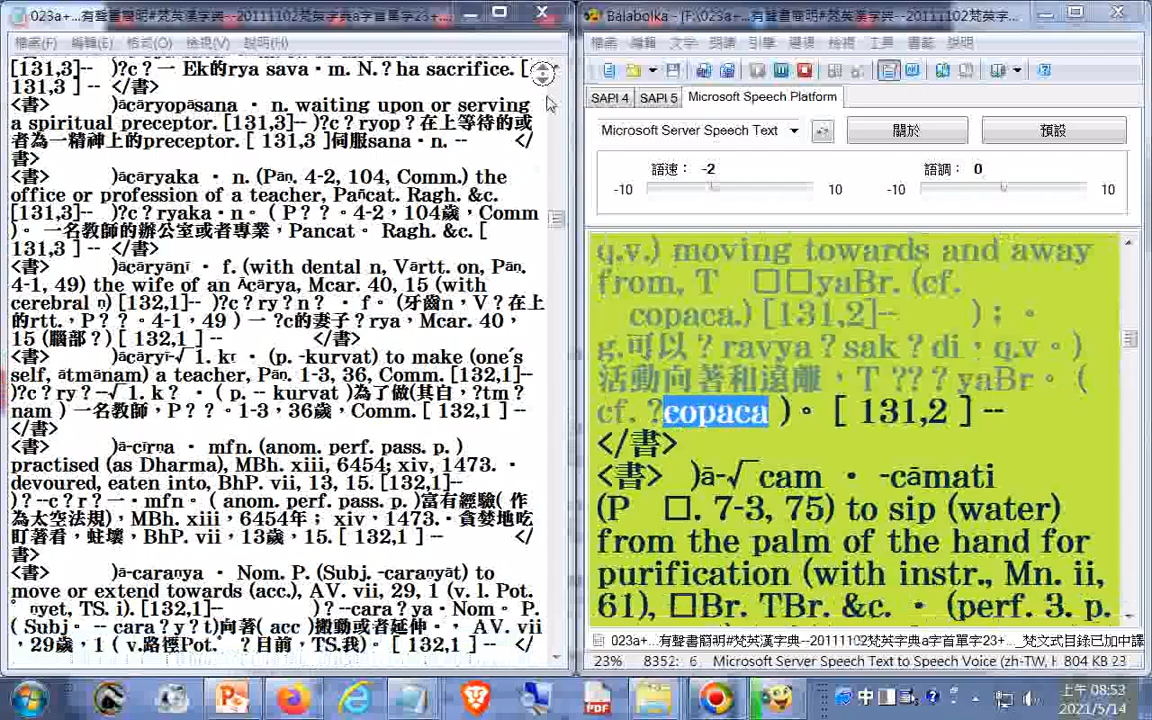 023a+...有聲書簡明#梵英漢字典--20111102梵英字典a字首單字23+...
檔案(F) 編輯(E) 格式(O) 檢視(V) 說明(H)
[131,3]-- )?c ?一 Ek的rya sava‧m. N. ? ha sacrifice. [
131,3 ]-- </書>
<書> )ācāryopāsana ‧ n. waiting upon or serving
a spiritual preceptor. [131,3]-- )?c ? ryop ? 在上等待的或
者為一精神上的preceptor. [ 131,3 ]伺服sana‧n. -- </
書>
<書> )ācāryaka ‧ n. (Pāṇ. 4-2, 104, Comm.) the
office or profession of a teacher, Pañcat. Ragh. &c.
[131,3]-- )?c ? ryaka‧n。 ( P ? ? 。4-2,104歲,Comm
)。 一名教師的辦公室或者專業,Pancat。 Ragh. &c. [
131,3 ]-- </書>
<書> )ācāryānī ‧ f. (with dental n, Vārtt. on, Pāṇ.
4-1, 49) the wife of an Ācārya, Mcar. 40, 15 (with
cerebral ṇ) [132,1]-- )?c ? ry ? n ? ‧ f。 (牙齒n,V ? 在上
的rtt.,P ? ? 。4-1,49 ) 一 ?c的妻子 ? rya,Mcar. 40,
15 (腦部 ? ) [ 132,1 ]-- </書>
<書> )ācāryī-√ 1. kṛ ‧ (p. -kurvat) to make (one's
self, ātmānam) a teacher, Pāṇ. 1-3, 36, Comm. [132,1]--
)?c ? ry ? --√ 1. k ? ‧ ( p. -- kurvat )為了做(其自,?tm ?
nam ) 一名教師,P ? ? 。1-3,36歲,Comm. [ 132,1 ] --
</書>
<書> )ā-cīrṇa ‧ mfn. (anom. perf. pass. p. )
practised (as Dharma), MBh. xiii, 6454; xiv, 1473. ‧
devoured, eaten into, BhP. vii, 13, 15. [132,1]--
)? --c ? r ? 一‧mfn。 ( anom. perf. pass. p. )富有經驗( 作
為太空法規),MBh. xiii,6454年; xiv,1473.‧貪婪地吃
盯著看,蛀壞,BhP. vii,13歲,15. [ 132,1 ] -- </
書>
<書> )ā-caraṇya ‧ Nom. P. (Subj. -caraṇyāt) to
move or extend towards (acc.), AV. vii, 29, 1 (v. l. Pot.
nyet, TS. i). [132,1]-- )? --cara ? ya‧Nom。 P.
( Subj。 -- cara ? y ? t)向著( acc )搬動或者延伸。, AV. vii
,29歲,1 ( v.路徑Pot. ? 目前,TS.我)。 [ 132,1 ] -- </
Balabolka - [F:\023a+...有聲書簡明#梵英漢字典--20111102梵英字...
檔案 編輯 文字 朗讀 引擎 選項 檢視 工具 書籤 說明
SAPI 4 SAPI 5 Microsoft Speech Platform
Microsoft Server Speech Text 關於 預設
語速: -2 語調: 0
-10 10 -10 10
q.v.) moving towards and away
from, T □□yaBr. (cf.
copaca.) [131,2]-- ) ; 。
g.可以 ? ravya ? sak ? di,q.v。)
活動向著和遠離,T ?? ? yaBr。 (
cf. ?copaca )。 [ 131,2 ] --
</書>
<書> )ā-√ cam ‧ -cāmati
(P □. 7-3, 75) to sip (water)
from the palm of the hand for
purification (with instr., Mn. ii,
61), □Br. TBr. &c. ‧ (perf. 3. p.
023a+...有聲書簡明#梵英漢字典--20111102梵英字典a字首單字23+..._梵文式目錄已加中譯
23% 8352: 6 Microsoft Server Speech Text to Speech Voice (zh-TW, H 804 KB 23
中
上午 08:53
2021/5/14